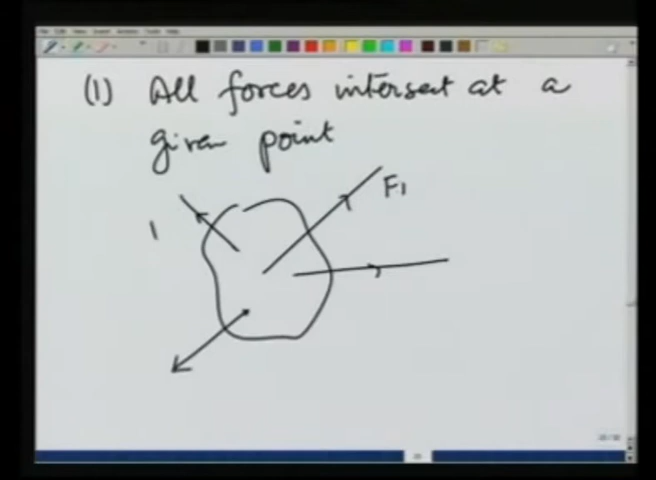 (1) All forces intersect at a
given point
F1
1